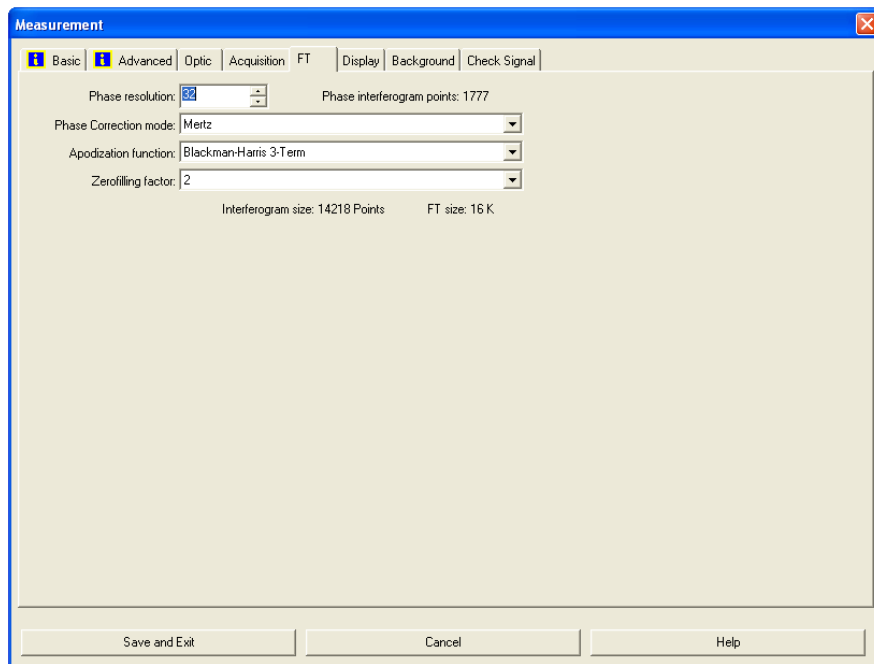 Measurement
i Basic i Advanced Optic Acquisition FT Display Background Check Signal
Phase resolution: 32 Phase interferogram points: 1777
Phase Correction mode: Mertz
Apodization function: Blackman-Harris 3-Term
Zerofilling factor: 2
Interferogram size: 14218 Points FT size: 16 K
Save and Exit Cancel Help